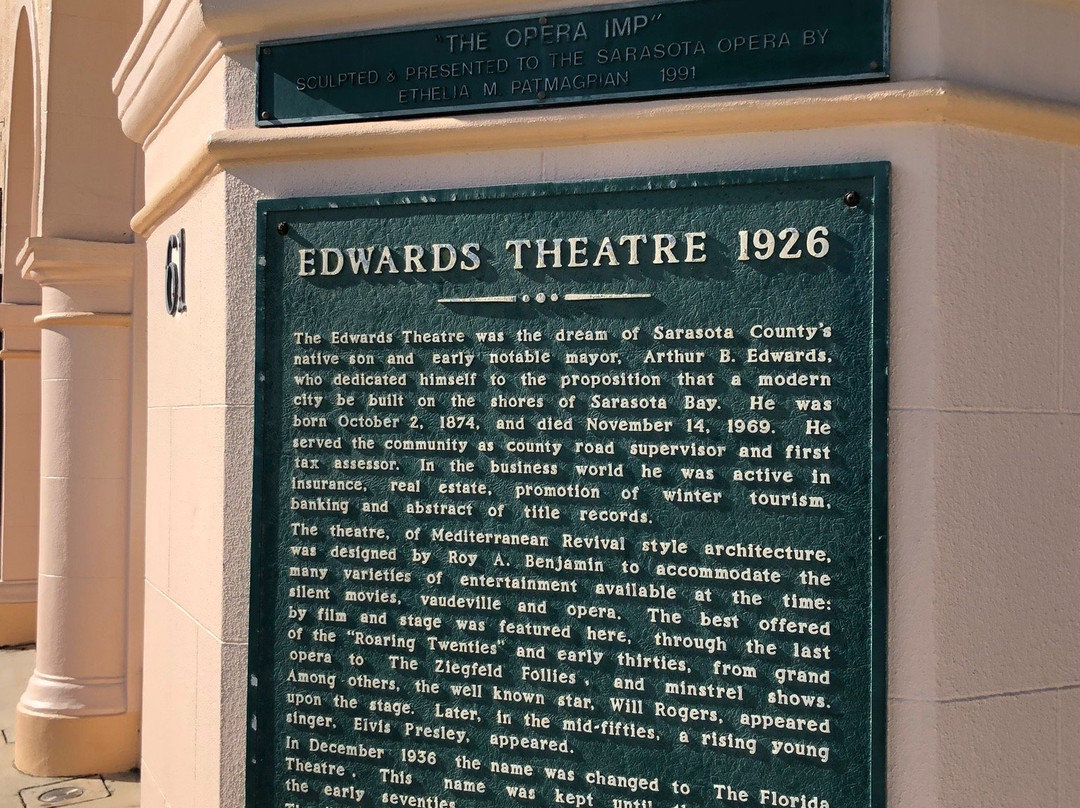 "THE OPERA IMP"
SCULPTED & PRESENTED TO THE SARASOTA OPERA BY
ETHELIA M. PATMAGRIAN 1991
61
EDWARDS THEATRE 1926
The Edwards Theatre was the dream of Sarasota County's
native son and early notable mayor, Arthur B. Edwards,
who dedicated himself to the proposition that a modern
city be built on the shores of Sarasota Bay. He was
born October 2, 1874, and died November 14, 1969. He
served the community as county road supervisor and first
tax assessor. In the business world he was active in
insurance, real estate, promotion of winter tourism,
banking and abstract of title records.
The theatre, of Mediterranean Revival style architecture,
was designed by Roy A. Benjamin to accommodate the
many varieties of entertainment available at the time:
silent movies, vaudeville and opera. The best offered
by film and stage was featured here, through the last
of the "Roaring Twenties" and early thirties, from grand
opera to The Ziegfeld Follies, and minstrel shows.
Among others, the well known star, Will Rogers, appeared
upon the stage. Later, in the mid-fifties, a rising young
singer, Elvis Presley, appeared.
In December 1936 the name was changed to The Florida
Theatre. This name was kept until
the early seventies.